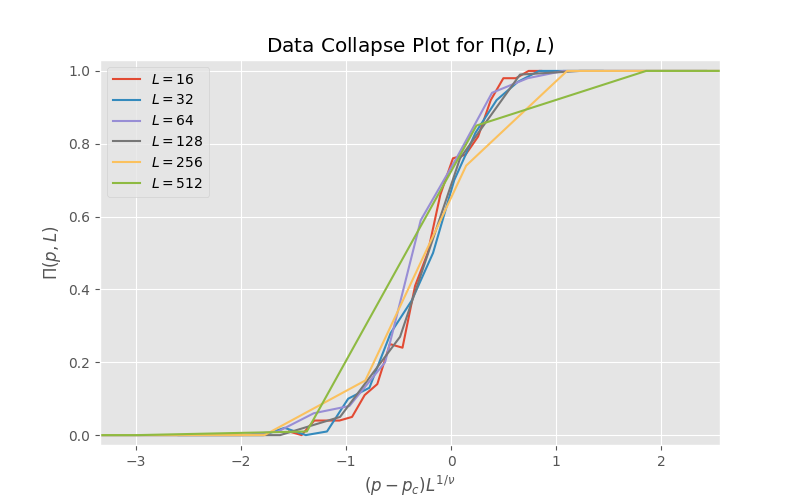 Data Collapse Plot for Π(p, L)
L = 16
L = 32
L = 64
L = 128
L = 256
L = 512
1.0
0.8
0.6
0.4
0.2
0.0
Π(p, L)
−3 −2 −1 0 1 2
(p − p_c)L^{1/ν}